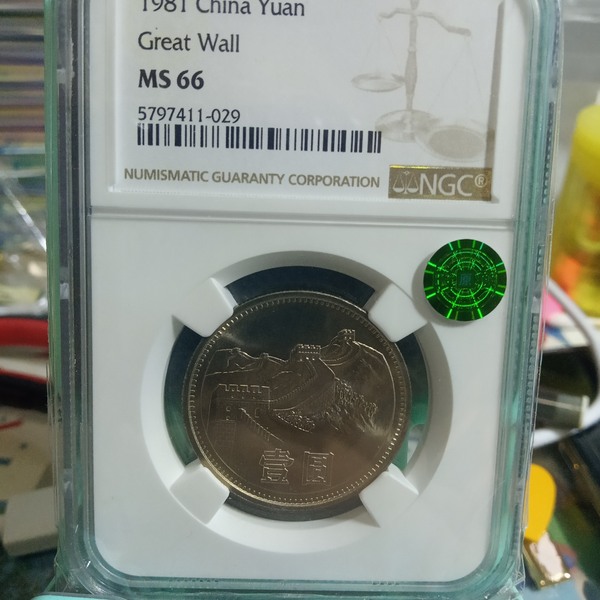 1981 China Yuan
Great Wall
MS 66
5797411-029
NUMISMATIC GUARANTY CORPORATION NGC®
壹圆